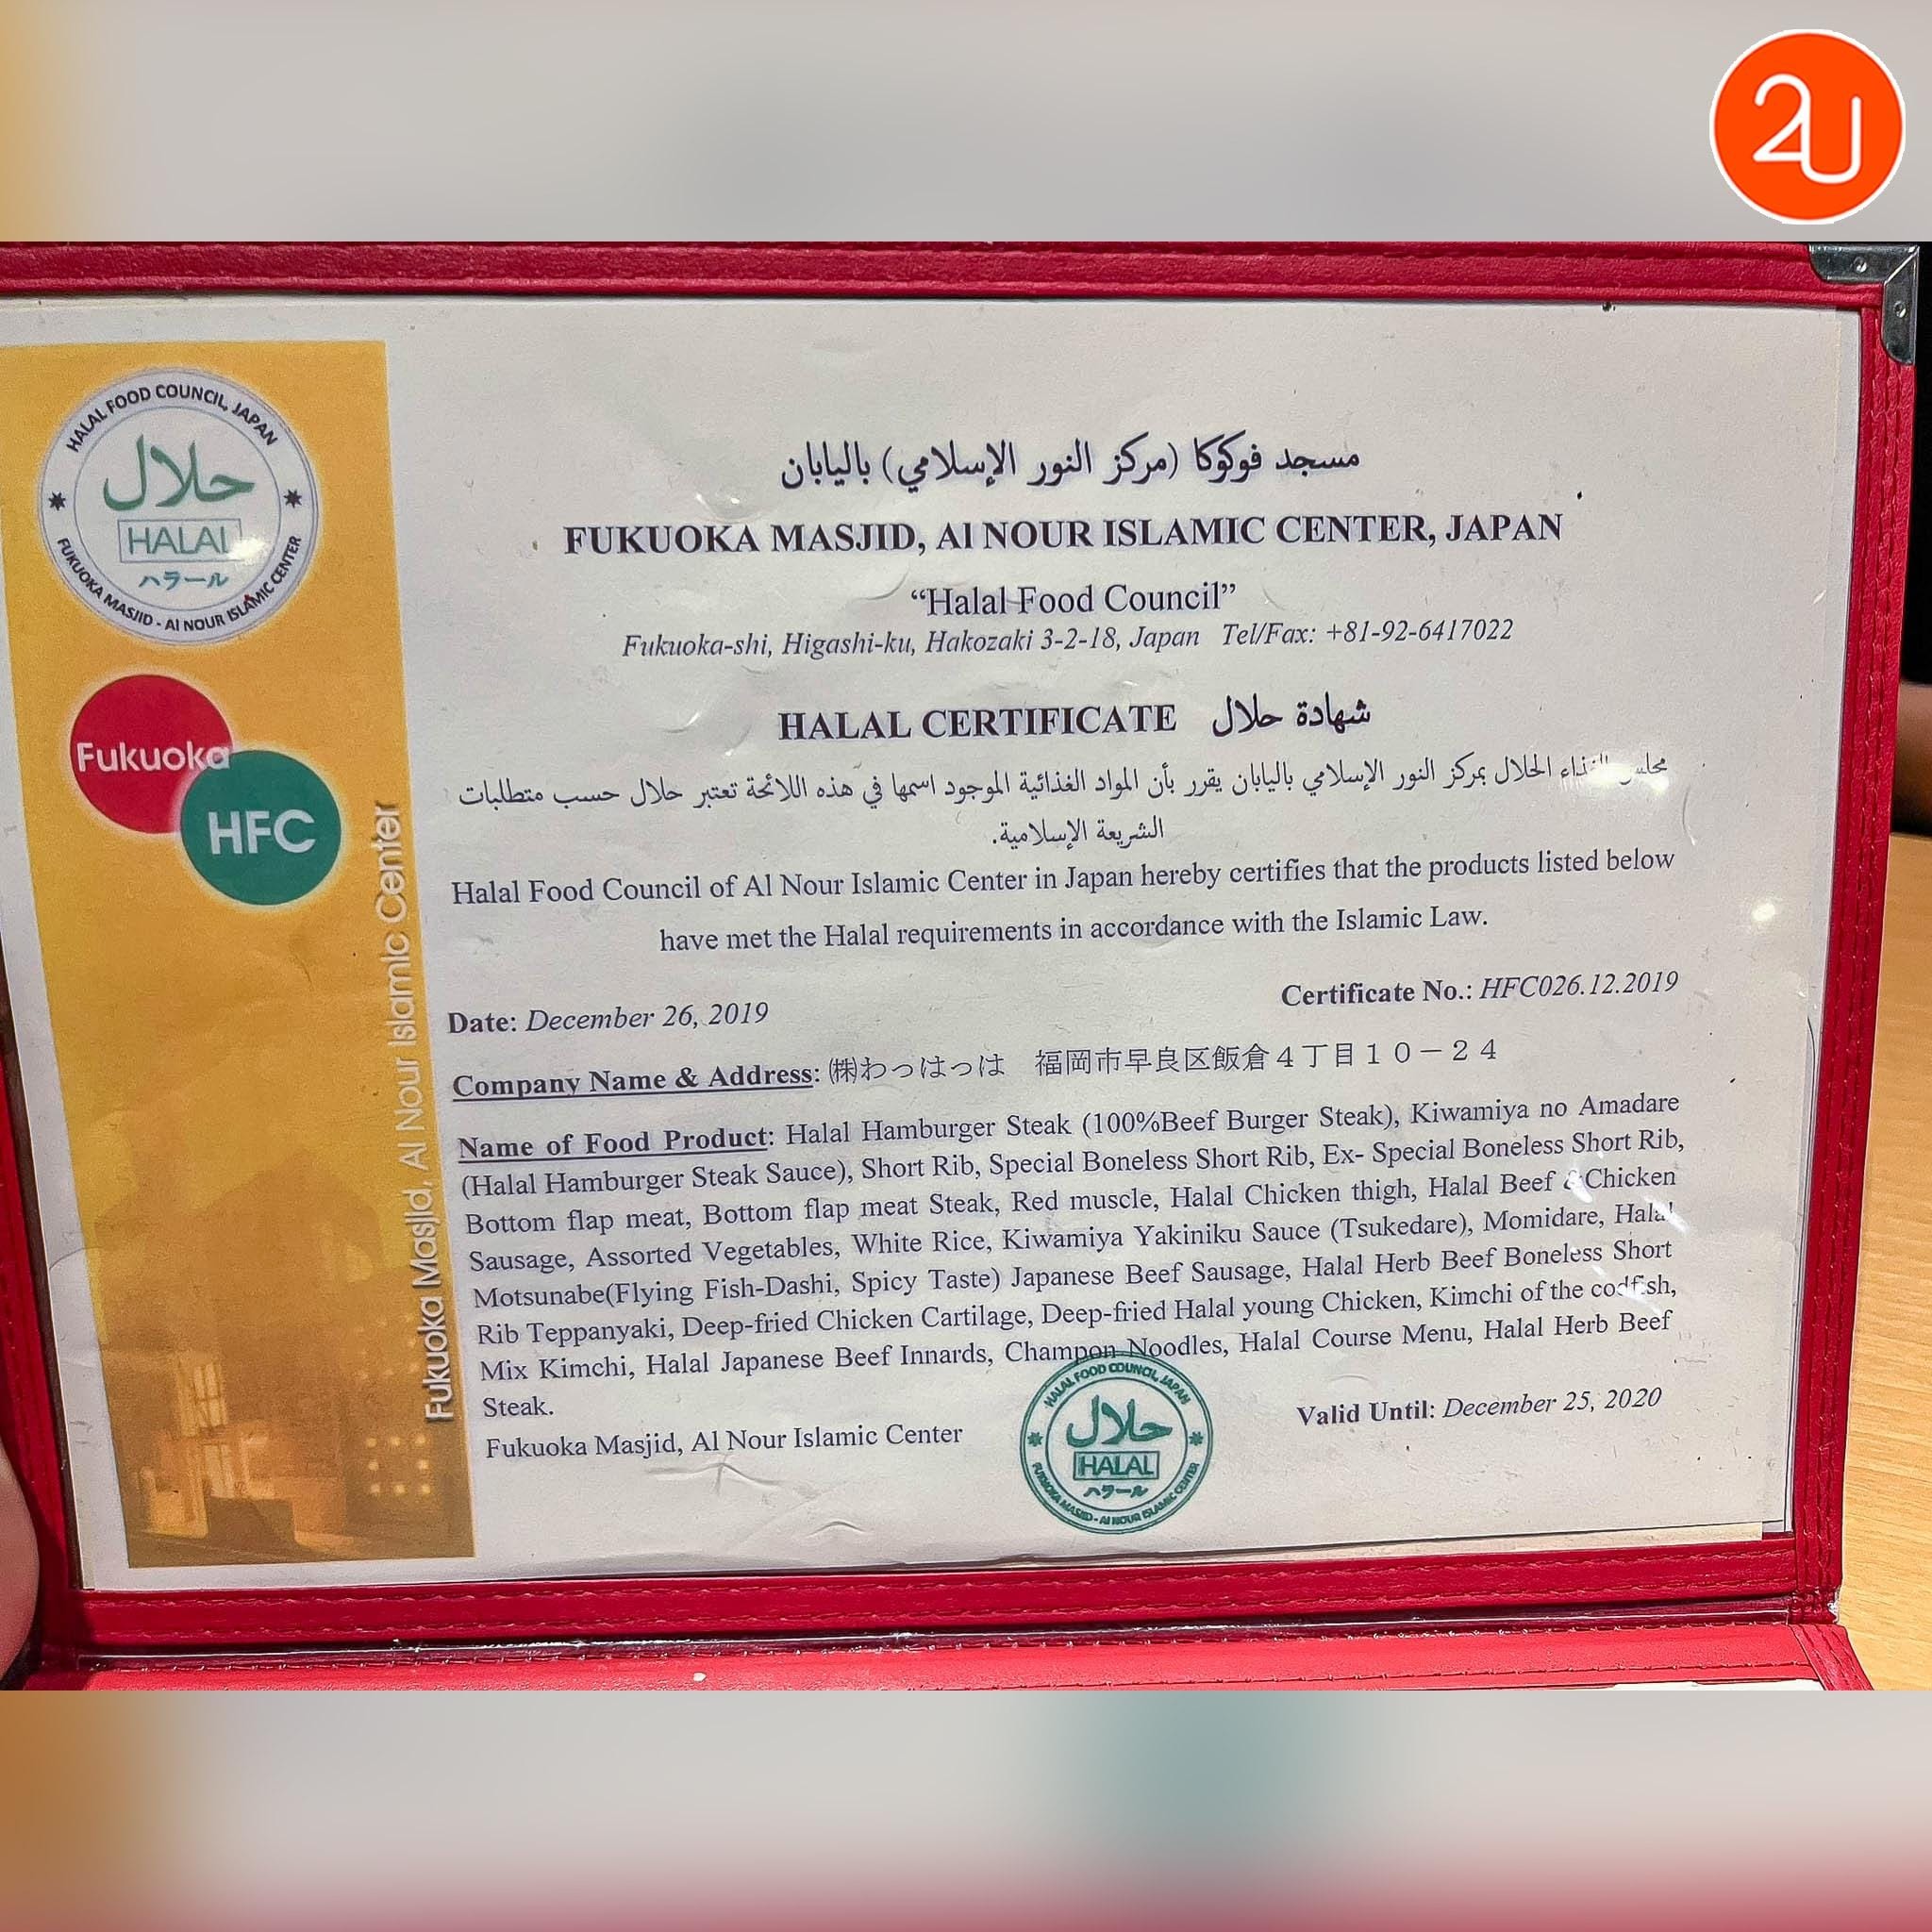 2U
HALAL FOOD COUNCIL, JAPAN
حلال
HALAL
ハラール
FUKUOKA MASJID - Al NOUR ISLAMIC CENTER
Fukuoka
HFC
Fukuoka Masjid, Al Nour Islamic Center
مسجد فوكوكا (مركز النور الإسلامي) باليابان
FUKUOKA MASJID, Al NOUR ISLAMIC CENTER, JAPAN
“Halal Food Council”
Fukuoka-shi, Higashi-ku, Hakozaki 3-2-18, Japan Tel/Fax: +81-92-6417022
HALAL CERTIFICATE شهادة حلال
مجلس الغذاء الحلال بمركز النور الإسلامي باليابان يقرر بأن المواد الغذائية الموجود اسمها في هذه اللائحة تعتبر حلال حسب متطلبات
الشريعة الإسلامية.
Halal Food Council of Al Nour Islamic Center in Japan hereby certifies that the products listed below
have met the Halal requirements in accordance with the Islamic Law.
Certificate No.: HFC026.12.2019
Date: December 26, 2019
Company Name & Address: ㈱わっはっは 福岡市早良区飯倉４丁目１０－２４
Name of Food Product: Halal Hamburger Steak (100%Beef Burger Steak), Kiwamiya no Amadare
(Halal Hamburger Steak Sauce), Short Rib, Special Boneless Short Rib, Ex- Special Boneless Short Rib,
Bottom flap meat, Bottom flap meat Steak, Red muscle, Halal Chicken thigh, Halal Beef & Chicken
Sausage, Assorted Vegetables, White Rice, Kiwamiya Yakiniku Sauce (Tsukedare), Momidare, Halal
Motsunabe(Flying Fish-Dashi, Spicy Taste) Japanese Beef Sausage, Halal Herb Beef Boneless Short
Rib Teppanyaki, Deep-fried Chicken Cartilage, Deep-fried Halal young Chicken, Kimchi of the codfish,
Mix Kimchi, Halal Japanese Beef Innards, Champon Noodles, Halal Course Menu, Halal Herb Beef
Steak.
Valid Until: December 25, 2020
Fukuoka Masjid, Al Nour Islamic Center
HALAL FOOD COUNCIL, JAPAN
حلال
HALAL
ハラール
FUKUOKA MASJID - Al NOUR ISLAMIC CENTER